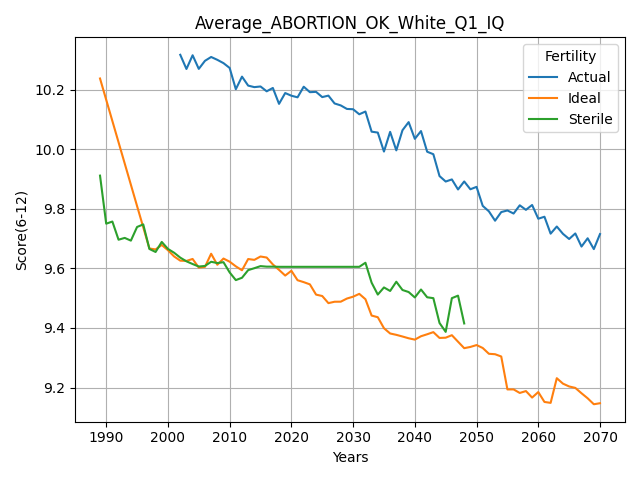 Average_ABORTION_OK_White_Q1_IQ
Fertility
Actual
Ideal
Sterile
Score(6-12)
10.2
10.0
9.8
9.6
9.4
9.2
1990 2000 2010 2020 2030 2040 2050 2060 2070
Years